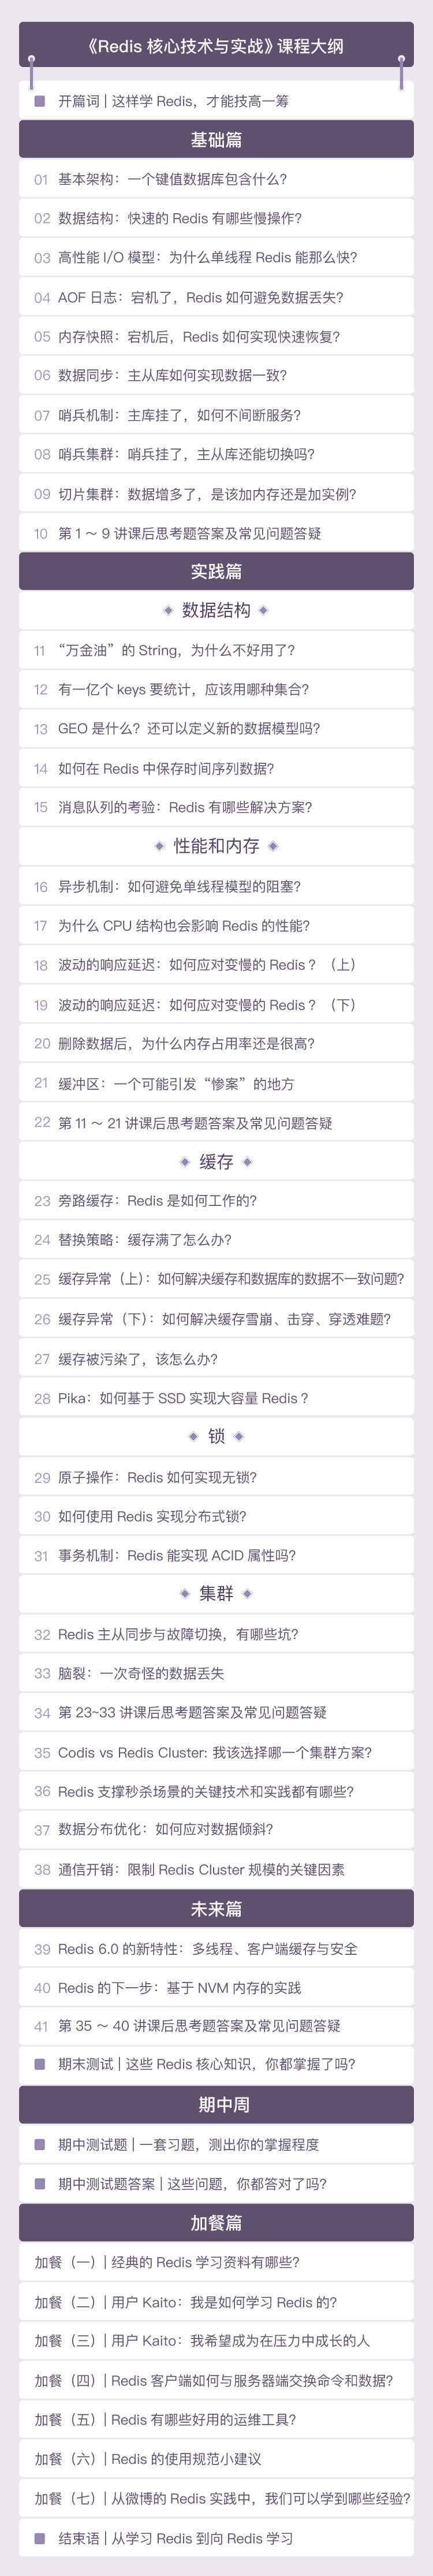 《Redis 核心技术与实战》课程大纲
开篇词 | 这样学 Redis，才能技高一筹
基础篇
01 基本架构：一个键值数据库包含什么？
02 数据结构：快速的 Redis 有哪些慢操作？
03 高性能 I/O 模型：为什么单线程 Redis 能那么快？
04 AOF 日志：宕机了，Redis 如何避免数据丢失？
05 内存快照：宕机后，Redis 如何实现快速恢复？
06 数据同步：主从库如何实现数据一致？
07 哨兵机制：主库挂了，如何不间断服务？
08 哨兵集群：哨兵挂了，主从库还能切换吗？
09 切片集群：数据增多了，是该加内存还是加实例？
10 第 1 ～ 9 讲课后思考题答案及常见问题答疑
实践篇
数据结构
11 “万金油”的 String，为什么不好用了？
12 有一亿个 keys 要统计，应该用哪种集合？
13 GEO 是什么？还可以定义新的数据模型吗？
14 如何在 Redis 中保存时间序列数据？
15 消息队列的考验：Redis 有哪些解决方案？
性能和内存
16 异步机制：如何避免单线程模型的阻塞？
17 为什么 CPU 结构也会影响 Redis 的性能？
18 波动的响应延迟：如何应对变慢的 Redis？（上）
19 波动的响应延迟：如何应对变慢的 Redis？（下）
20 删除数据后，为什么内存占用率还是很高？
21 缓冲区：一个可能引发“惨案”的地方
22 第 11 ～ 21 讲课后思考题答案及常见问题答疑
缓存
23 旁路缓存：Redis 是如何工作的？
24 替换策略：缓存满了怎么办？
25 缓存异常（上）：如何解决缓存和数据库的数据不一致问题？
26 缓存异常（下）：如何解决缓存雪崩、击穿、穿透难题？
27 缓存被污染了，该怎么办？
28 Pika：如何基于 SSD 实现大容量 Redis？
锁
29 原子操作：Redis 如何实现无锁？
30 如何使用 Redis 实现分布式锁？
31 事务机制：Redis 能实现 ACID 属性吗？
集群
32 Redis 主从同步与故障切换，有哪些坑？
33 脑裂：一次奇怪的数据丢失
34 第 23~33 讲课后思考题答案及常见问题答疑
35 Codis vs Redis Cluster: 我该选择哪一个集群方案？
36 Redis 支撑秒杀场景的关键技术和实践都有哪些？
37 数据分布优化：如何应对数据倾斜？
38 通信开销：限制 Redis Cluster 规模的关键因素
未来篇
39 Redis 6.0 的新特性：多线程、客户端缓存与安全
40 Redis 的下一步：基于 NVM 内存的实践
41 第 35 ～ 40 讲课后思考题答案及常见问题答疑
期末测试 | 这些 Redis 核心知识，你都掌握了吗？
期中周
期中测试题 | 一套习题，测出你的掌握程度
期中测试题答案 | 这些问题，你都答对了吗？
加餐篇
加餐（一）| 经典的 Redis 学习资料有哪些？
加餐（二）| 用户 Kaito：我是如何学习 Redis 的？
加餐（三）| 用户 Kaito：我希望成为在压力中成长的人
加餐（四）| Redis 客户端如何与服务器端交换命令和数据？
加餐（五）| Redis 有哪些好用的运维工具？
加餐（六）| Redis 的使用规范小建议
加餐（七）| 从微博的 Redis 实践中，我们可以学到哪些经验？
结束语 | 从学习 Redis 到向 Redis 学习